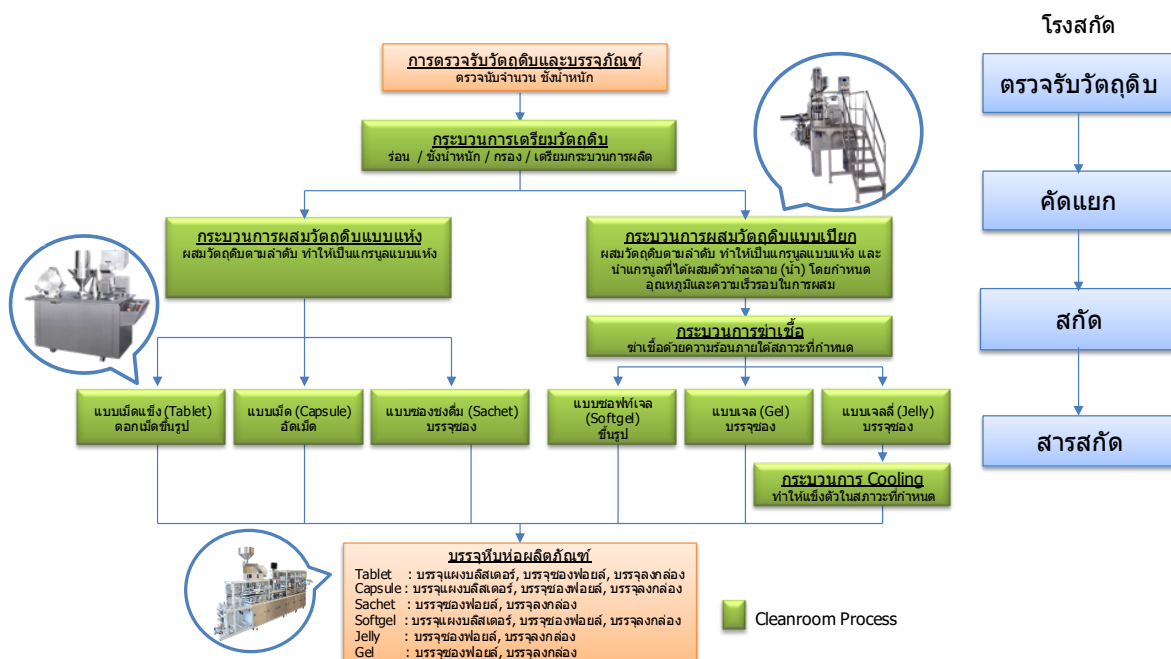 โรงสกัด
การตรวจรับวัตถุดิบและบรรจุภัณฑ์
ตรวจนับจำนวน ชั่งน้ำหนัก
กระบวนการเตรียมวัตถุดิบ
ร่อน / ชั่งน้ำหนัก / กรอง / เตรียมกระบวนการผลิต
กระบวนการผสมวัตถุดิบแบบแห้ง
ผสมวัตถุดิบตามลำดับ ทำให้เป็นแกรนูลแบบแห้ง
กระบวนการผสมวัตถุดิบแบบเปียก
ผสมวัตถุดิบตามลำดับ ทำให้เป็นแกรนูลแบบแห้ง และ
นำแกรนูลที่ได้ผสมตัวทำละลาย (น้ำ) โดยกำหนด
อุณหภูมิและความเร็วรอบในการผสม
กระบวนการฆ่าเชื้อ
ฆ่าเชื้อด้วยความร้อนภายใต้สภาวะที่กำหนด
แบบเม็ดแข็ง (Tablet)
ตอกเม็ดขึ้นรูป
แบบเม็ด (Capsule)
อัดเม็ด
แบบซองชงดื่ม (Sachet)
บรรจุซอง
แบบซอฟท์เจล
(Softgel)
ขึ้นรูป
แบบเจล (Gel)
บรรจุซอง
แบบเจลลี่ (Jelly)
บรรจุซอง
กระบวนการ Cooling
ทำให้แข็งตัวในสภาวะที่กำหนด
บรรจุหีบห่อผลิตภัณฑ์
Tablet : บรรจุแผงบลิสเตอร์, บรรจุซองฟอยล์, บรรจุลงกล่อง
Capsule : บรรจุแผงบลิสเตอร์, บรรจุซองฟอยล์, บรรจุลงกล่อง
Sachet : บรรจุซองฟอยล์, บรรจุลงกล่อง
Softgel : บรรจุแผงบลิสเตอร์, บรรจุซองฟอยล์, บรรจุลงกล่อง
Jelly : บรรจุซองฟอยล์, บรรจุลงกล่อง
Gel : บรรจุซองฟอยล์, บรรจุลงกล่อง
Cleanroom Process
ตรวจรับวัตถุดิบ
คัดแยก
สกัด
สารสกัด